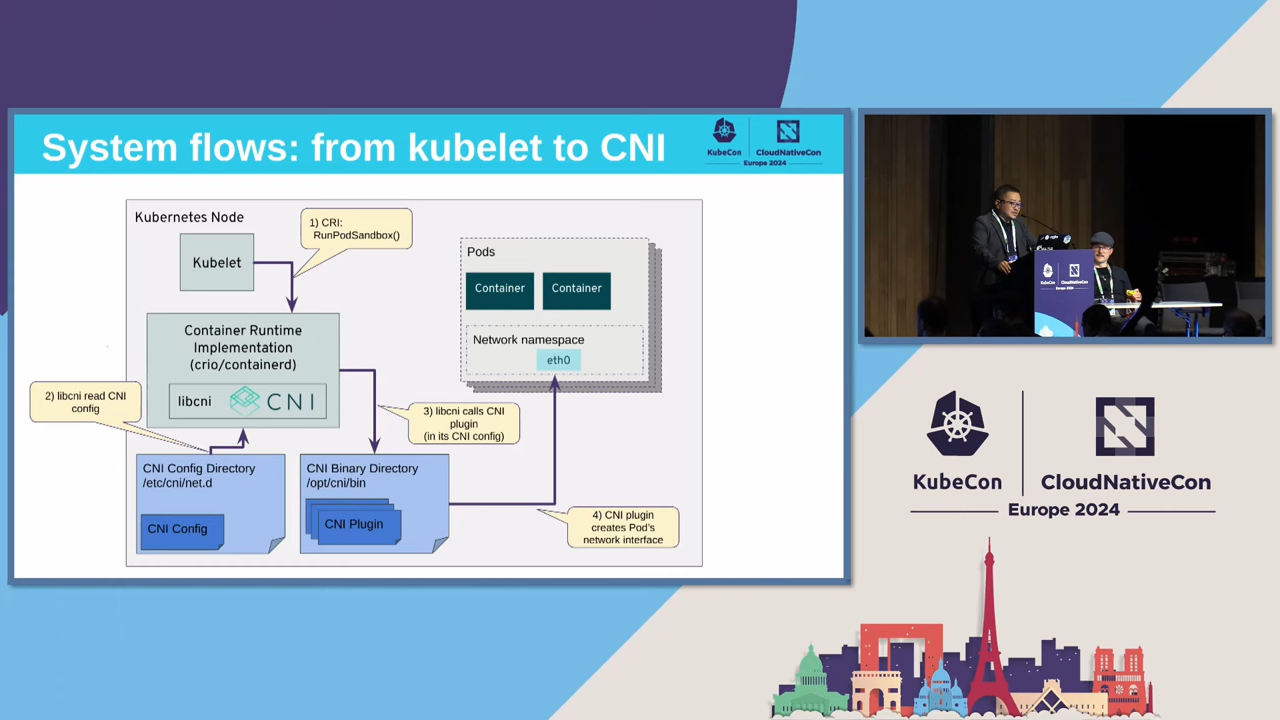 System flows: from kubelet to CNI
KubeCon
CloudNativeCon
Europe 2024
Kubernetes Node
Kubelet
1) CRI:
RunPodSandbox()
Container Runtime
Implementation
(crio/containerd)
libcni
CNI
2) libcni read CNI
config
3) libcni calls CNI
plugin
(in its CNI config)
CNI Config Directory
/etc/cni/net.d
CNI Config
CNI Binary Directory
/opt/cni/bin
CNI Plugin
4) CNI plugin
creates Pod's
network interface
Pods
Container
Container
Network namespace
eth0
KubeCon
CloudNativeCon
Europe 2024